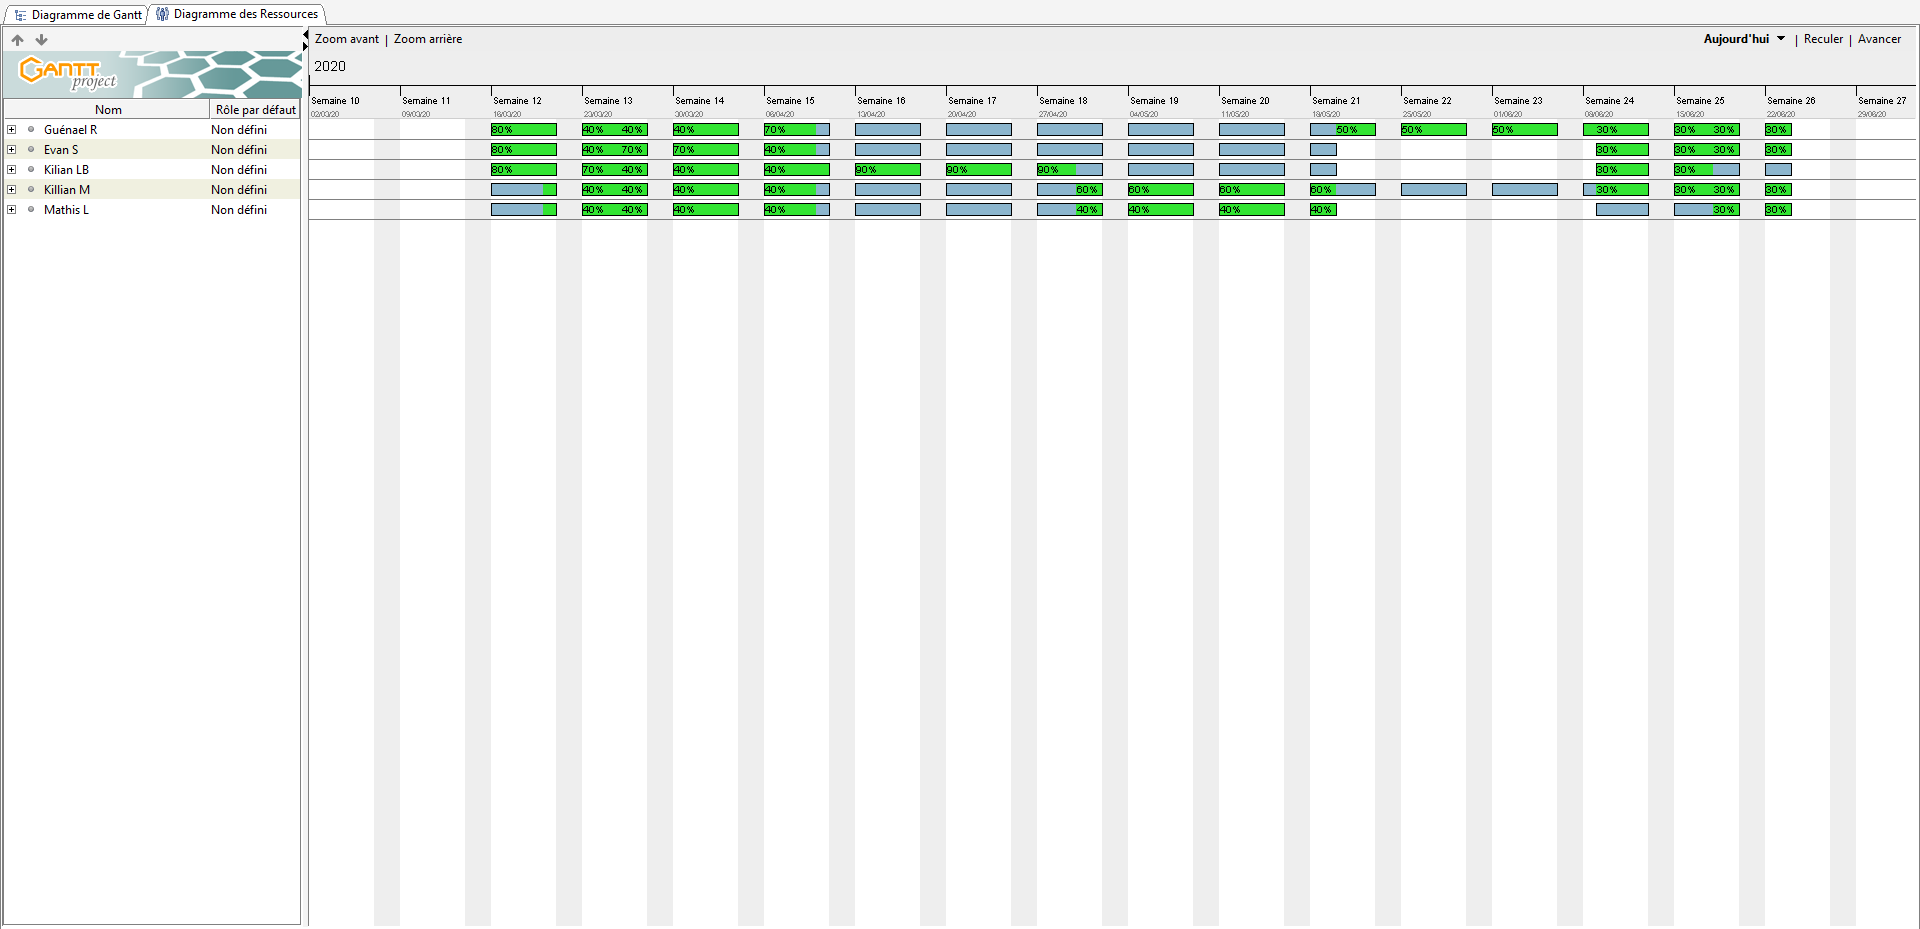 Diagramme de Gantt Diagramme des Ressources
Zoom avant | Zoom arrière Aujourd'hui | Reculer | Avancer
GANTT project
2020
Semaine 10 Semaine 11 Semaine 12 Semaine 13 Semaine 14 Semaine 15 Semaine 16 Semaine 17 Semaine 18 Semaine 19 Semaine 20 Semaine 21 Semaine 22 Semaine 23 Semaine 24 Semaine 25 Semaine 26 Semaine 27
Nom Rôle par défaut
02/03/20 09/03/20 16/03/20 23/03/20 30/03/20 06/04/20 13/04/20 20/04/20 27/04/20 04/05/20 11/05/20 18/05/20 25/05/20 01/06/20 08/06/20 15/06/20 22/06/20 29/06/20
Guénael R Non défini 80% 40% 40% 40% 70% 50% 50% 50% 30% 30% 30% 30%
Evan S Non défini 80% 40% 70% 70% 40% 30% 30% 30% 30%
Kilian LB Non défini 80% 70% 40% 40% 40% 90% 90% 90% 30% 30%
Killian M Non défini 40% 40% 40% 40% 60% 60% 60% 60% 30% 30% 30% 30%
Mathis L Non défini 40% 40% 40% 40% 40% 40% 40% 40% 30% 30%